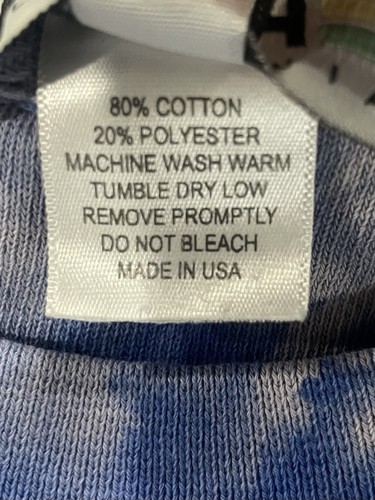 80% COTTON
20% POLYESTER
MACHINE WASH WARM
TUMBLE DRY LOW
REMOVE PROMPTLY
DO NOT BLEACH
MADE IN USA